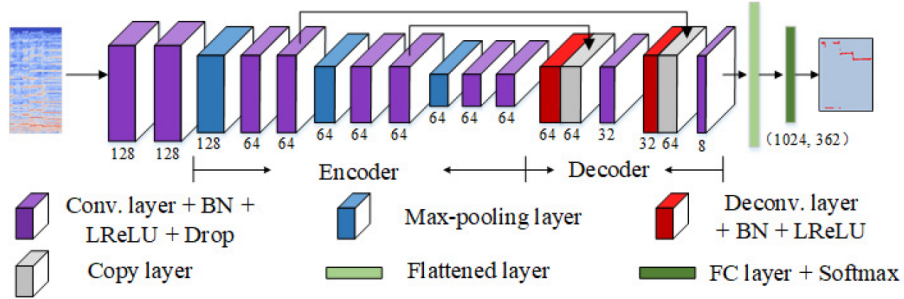 128 128 128 64 64 64 64 64 64 64 64 64 64 32 32 64 8
(1024, 362)
Encoder Decoder
Conv. layer + BN +
LReLU + Drop
Max-pooling layer
Deconv. layer
+ BN + LReLU
Copy layer
Flattened layer
FC layer + Softmax